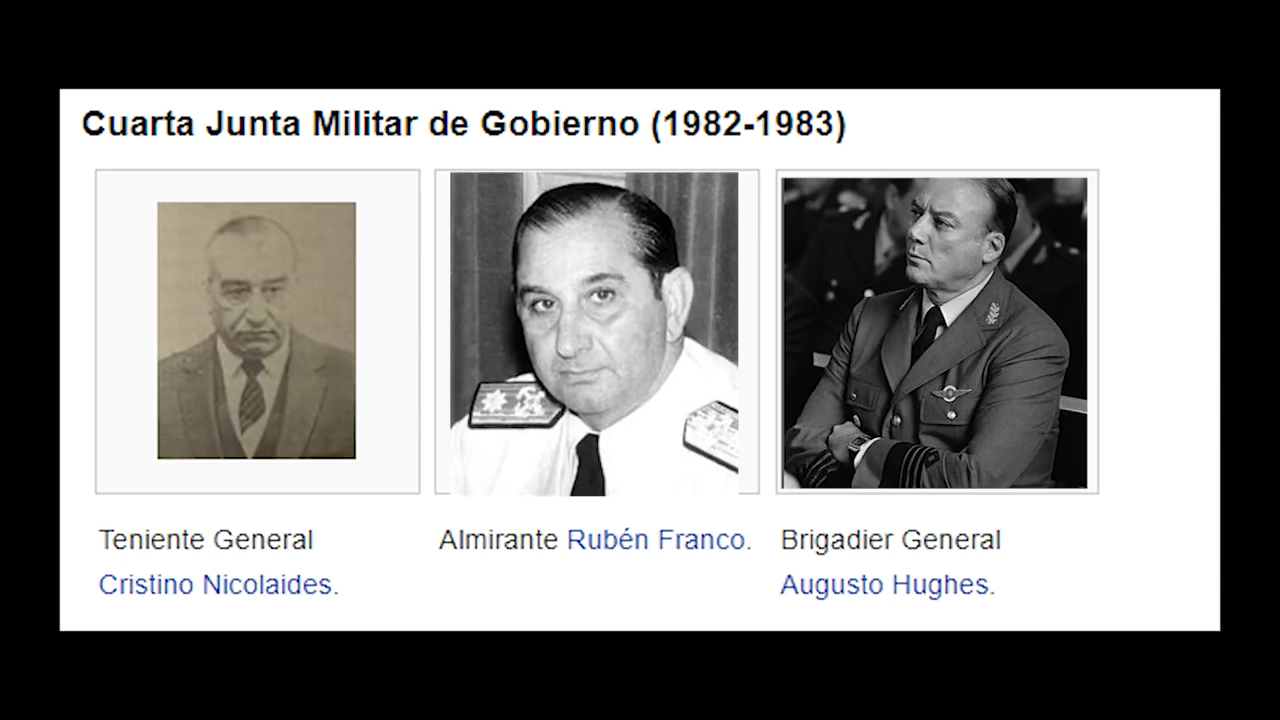 Cuarta Junta Militar de Gobierno (1982-1983)
Teniente General
Cristino Nicolaides.
Almirante Rubén Franco.
Brigadier General
Augusto Hughes.